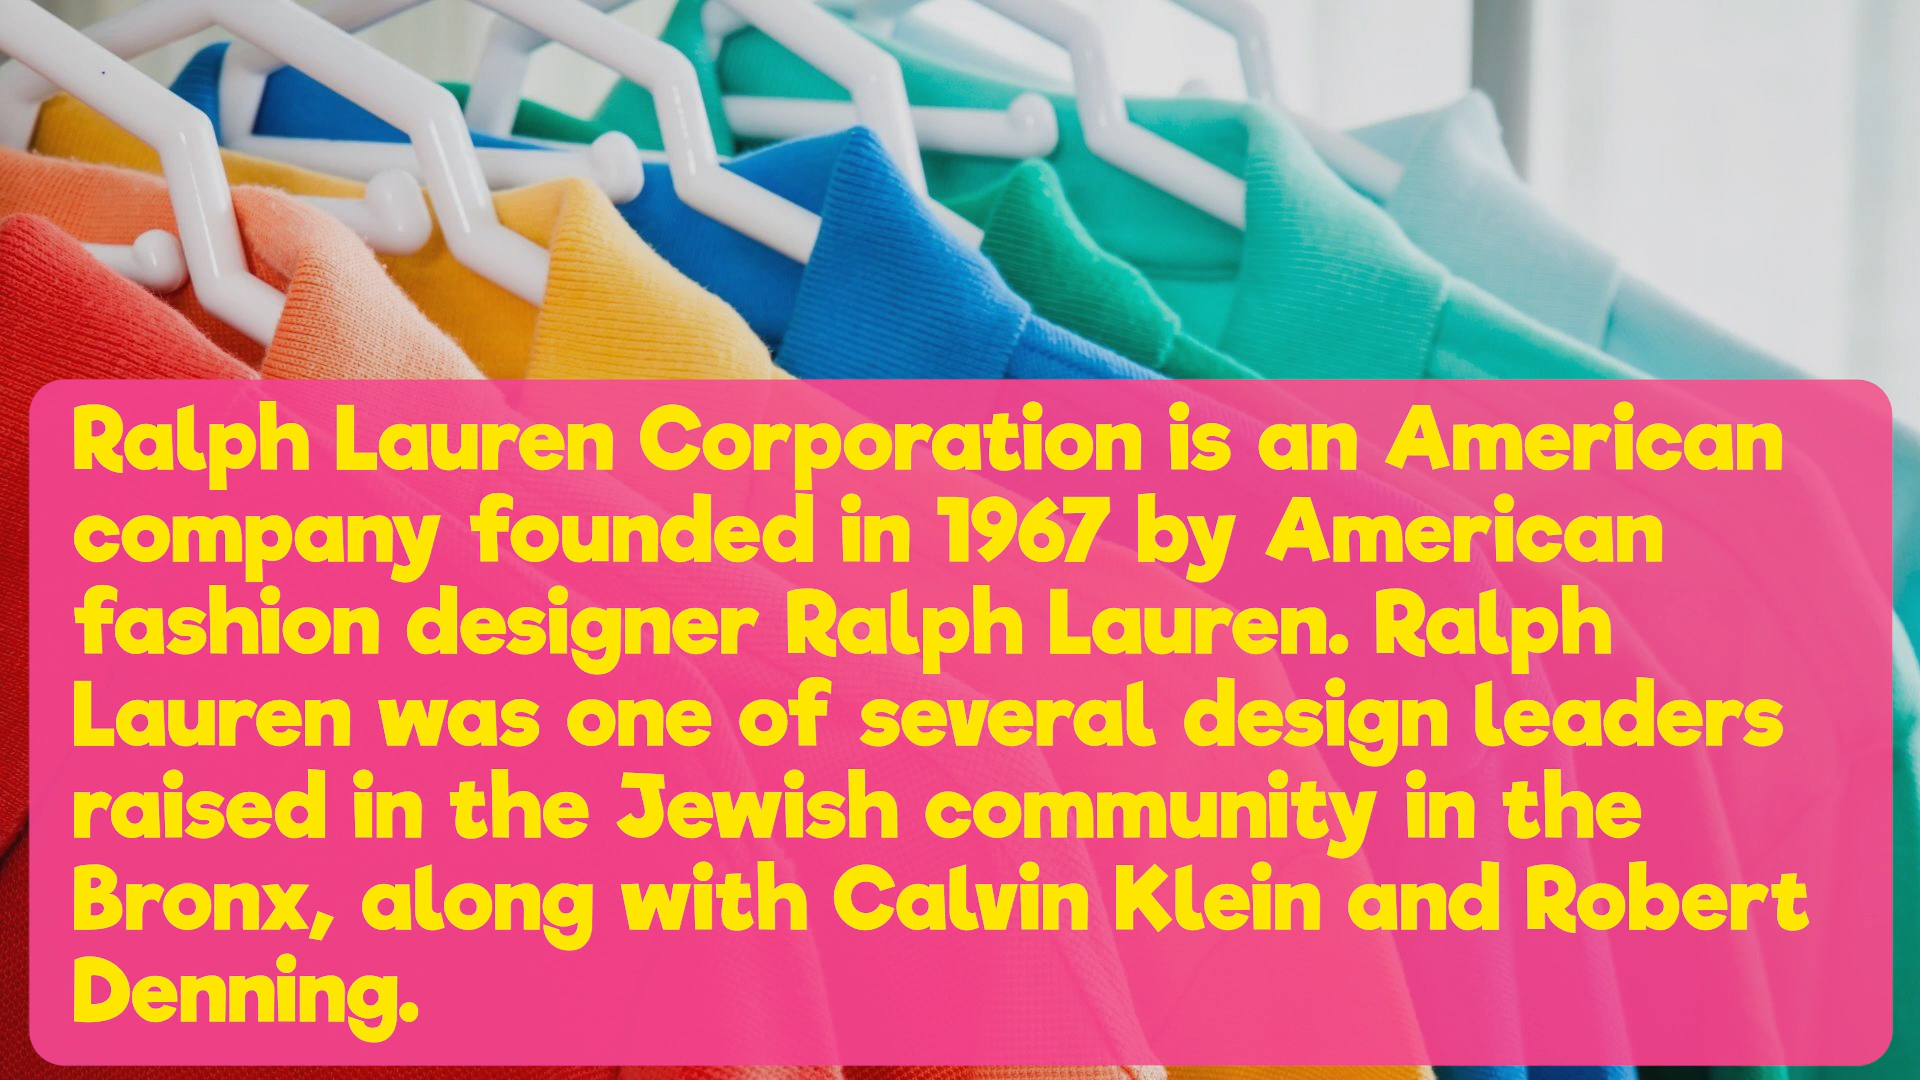 Ralph Lauren Corporation is an American
company founded in 1967 by American
fashion designer Ralph Lauren. Ralph
Lauren was one of several design leaders
raised in the Jewish community in the
Bronx, along with Calvin Klein and Robert
Denning.